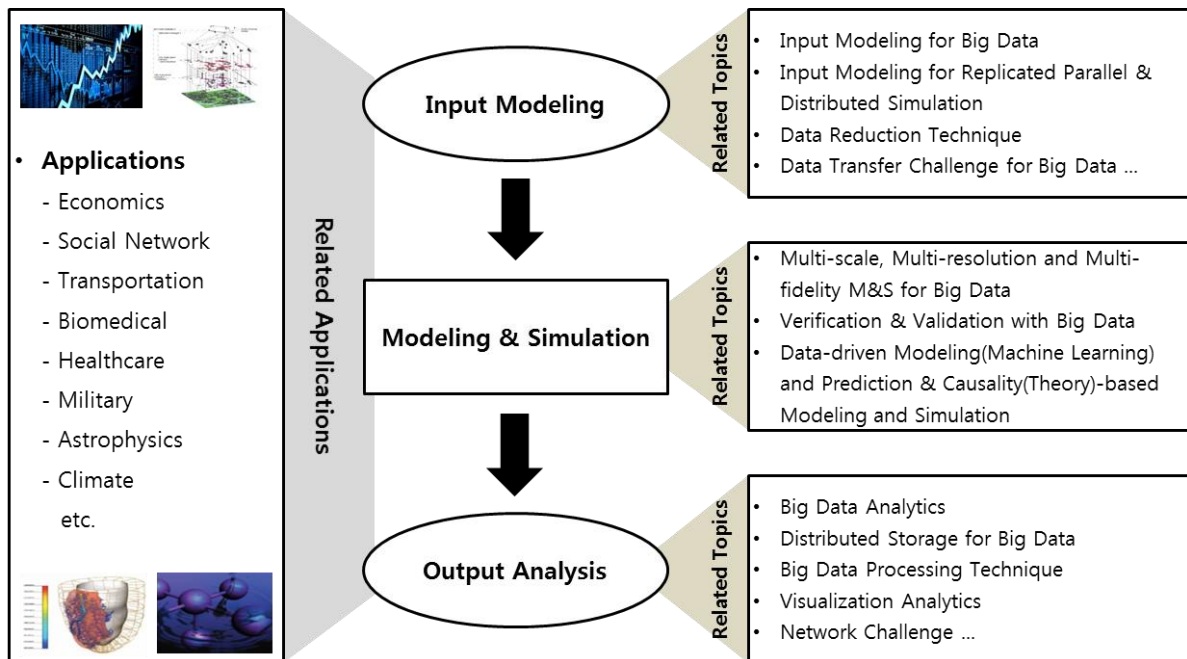 • Applications
- Economics
- Social Network
- Transportation
- Biomedical
- Healthcare
- Military
- Astrophysics
- Climate
etc.
Related Applications
Input Modeling
Modeling & Simulation
Output Analysis
Related Topics
• Input Modeling for Big Data
• Input Modeling for Replicated Parallel &
Distributed Simulation
• Data Reduction Technique
• Data Transfer Challenge for Big Data ...
Related Topics
• Multi-scale, Multi-resolution and Multi-
fidelity M&S for Big Data
• Verification & Validation with Big Data
• Data-driven Modeling(Machine Learning)
and Prediction & Causality(Theory)-based
Modeling and Simulation
Related Topics
• Big Data Analytics
• Distributed Storage for Big Data
• Big Data Processing Technique
• Visualization Analytics
• Network Challenge ...